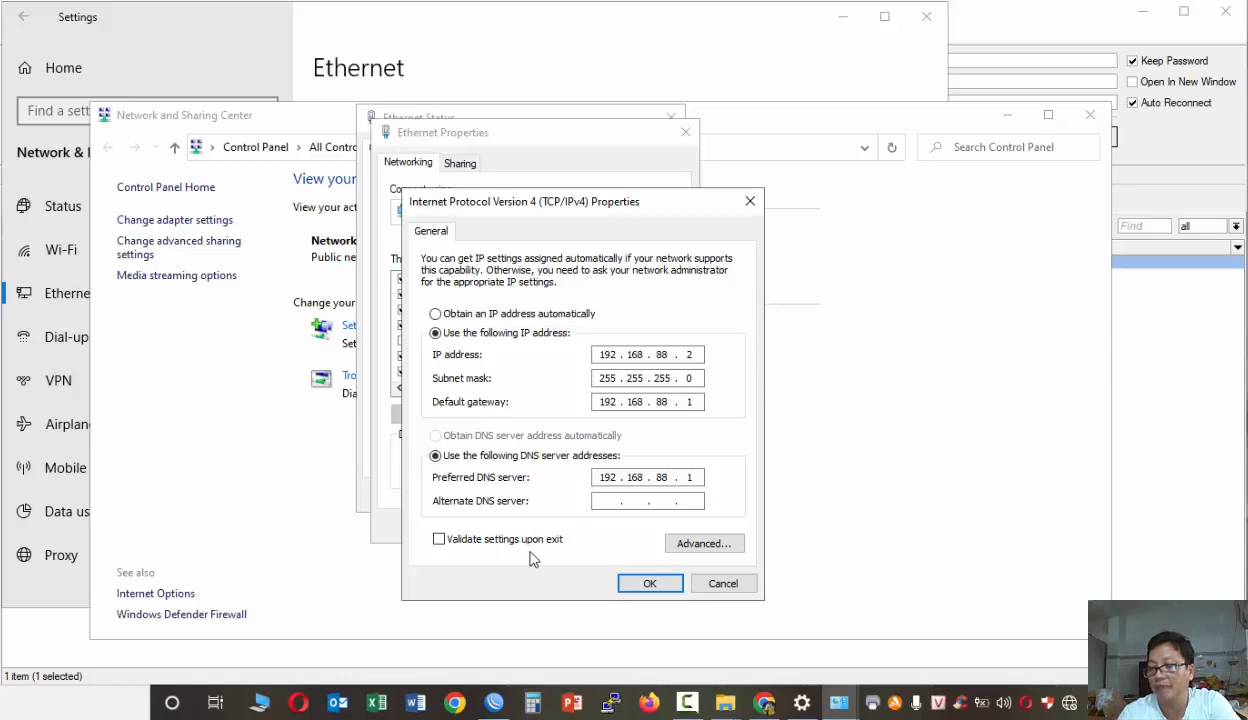 Settings
Home
Find a sett
Network & I
Status
Wi-Fi
Etherne
Dial-up
VPN
Airplan
Mobile
Data us
Proxy
Ethernet
Keep Password
Open In New Window
Auto Reconnect
Find
all
Network and Sharing Center
Control Panel
All Contro
Search Control Panel
Control Panel Home
Change adapter settings
Change advanced sharing
settings
Media streaming options
See also
Internet Options
Windows Defender Firewall
View your
View your act
Network
Public ne
Change your
Set
Set
Tro
Dia
Ethernet Status
Ethernet Properties
Networking
Sharing
Internet Protocol Version 4 (TCP/IPv4) Properties
General
You can get IP settings assigned automatically if your network supports
this capability. Otherwise, you need to ask your network administrator
for the appropriate IP settings.
Obtain an IP address automatically
Use the following IP address:
IP address: 192 . 168 . 88 . 2
Subnet mask: 255 . 255 . 255 . 0
Default gateway: 192 . 168 . 88 . 1
Obtain DNS server address automatically
Use the following DNS server addresses:
Preferred DNS server: 192 . 168 . 88 . 1
Alternate DNS server: . . .
Validate settings upon exit
Advanced...
OK
Cancel
1 item (1 selected)